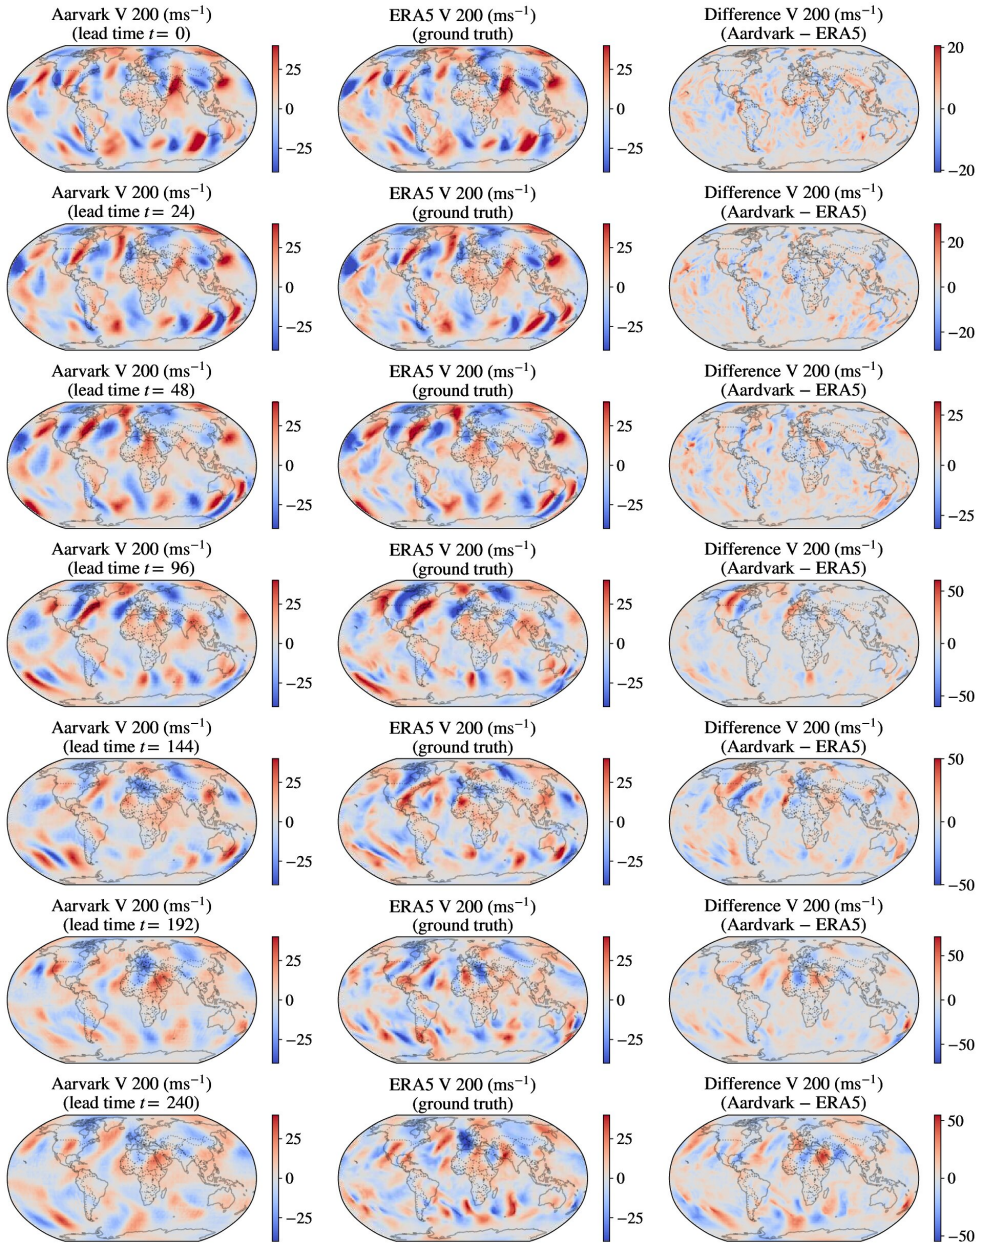 Aarvark V 200 (ms⁻¹)
(lead time t = 0)
ERA5 V 200 (ms⁻¹)
(ground truth)
Difference V 200 (ms⁻¹)
(Aardvark − ERA5)
25
0
−25
25
0
−25
20
0
−20
Aarvark V 200 (ms⁻¹)
(lead time t = 24)
ERA5 V 200 (ms⁻¹)
(ground truth)
Difference V 200 (ms⁻¹)
(Aardvark − ERA5)
25
0
−25
25
0
−25
20
0
−20
Aarvark V 200 (ms⁻¹)
(lead time t = 48)
ERA5 V 200 (ms⁻¹)
(ground truth)
Difference V 200 (ms⁻¹)
(Aardvark − ERA5)
25
0
−25
25
0
−25
25
0
−25
Aarvark V 200 (ms⁻¹)
(lead time t = 96)
ERA5 V 200 (ms⁻¹)
(ground truth)
Difference V 200 (ms⁻¹)
(Aardvark − ERA5)
25
0
−25
25
0
−25
50
0
−50
Aarvark V 200 (ms⁻¹)
(lead time t = 144)
ERA5 V 200 (ms⁻¹)
(ground truth)
Difference V 200 (ms⁻¹)
(Aardvark − ERA5)
25
0
−25
25
0
−25
50
0
−50
Aarvark V 200 (ms⁻¹)
(lead time t = 192)
ERA5 V 200 (ms⁻¹)
(ground truth)
Difference V 200 (ms⁻¹)
(Aardvark − ERA5)
25
0
−25
25
0
−25
50
0
−50
Aarvark V 200 (ms⁻¹)
(lead time t = 240)
ERA5 V 200 (ms⁻¹)
(ground truth)
Difference V 200 (ms⁻¹)
(Aardvark − ERA5)
25
0
−25
25
0
−25
50
0
−50